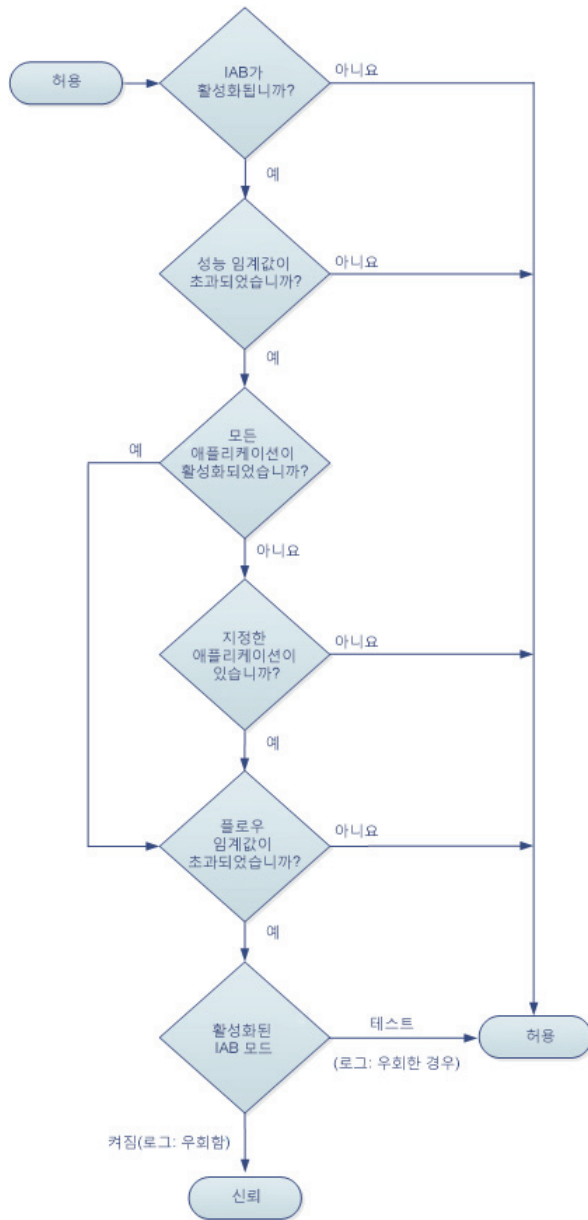 허용
IAB가
활성화됩니까?
아니요
예
성능 임계값이
초과되었습니까?
아니요
예
모든
애플리케이션이
활성화되었습니까?
예
아니요
지정한
애플리케이션이
있습니까?
아니요
예
플로우
임계값이
초과되었습니까?
아니요
예
활성화된
IAB 모드
테스트
(로그: 우회한 경우)
허용
켜짐(로그: 우회함)
신뢰